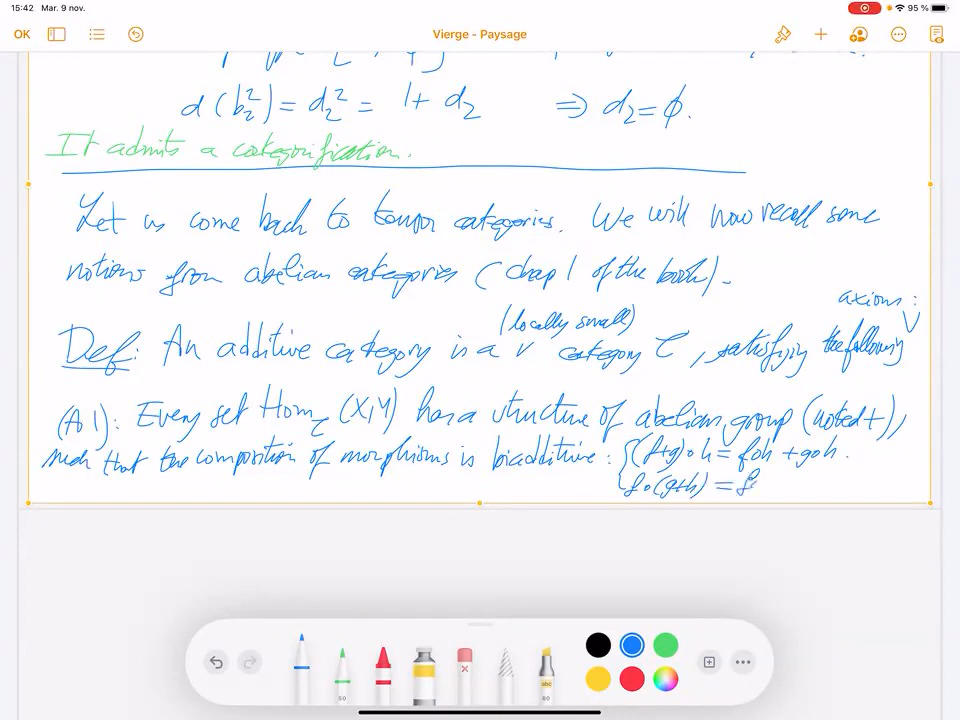 15:42 Mar. 9 nov.
95 %
OK
Vierge - Paysage
d(b₂²) = d₂² = 1 + d₂ ⇒ d₂ = ϕ.
It admits a categorification.
Let us come back to tensor categories. We will now recall some
notions from abelian categories (chap 1 of the book).
axioms :
(locally small)
Def: An additive category is a ∨ category C, satisfying the following
(A1): Every set Hom_C (X,Y) has a structure of abelian group (noted +),
such that the composition of morphisms is biadditive : { (f+g)∘h = f∘h + g∘h.
f∘(g+h) = f∘
50
abc
80